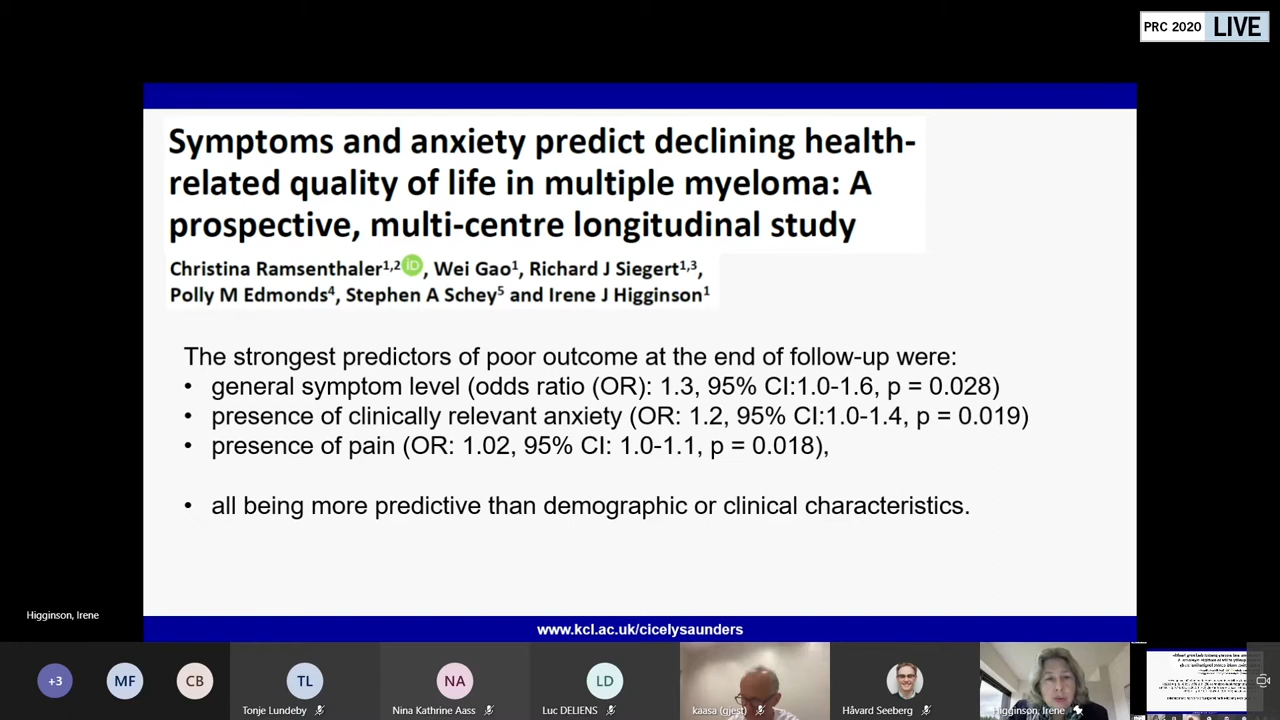 PRC 2020 LIVE
Symptoms and anxiety predict declining health-
related quality of life in multiple myeloma: A
prospective, multi-centre longitudinal study
Christina Ramsenthaler1,2 iD, Wei Gao1, Richard J Siegert1,3,
Polly M Edmonds4, Stephen A Schey5 and Irene J Higginson1
The strongest predictors of poor outcome at the end of follow-up were:
• general symptom level (odds ratio (OR): 1.3, 95% CI:1.0-1.6, p = 0.028)
• presence of clinically relevant anxiety (OR: 1.2, 95% CI:1.0-1.4, p = 0.019)
• presence of pain (OR: 1.02, 95% CI: 1.0-1.1, p = 0.018),
• all being more predictive than demographic or clinical characteristics.
Higginson, Irene
www.kcl.ac.uk/cicelysaunders
+3 MF CB TL NA LD
Tonje Lundeby Nina Kathrine Aass Luc DELIENS kaasa (gjest) Håvard Seeberg Higginson, Irene